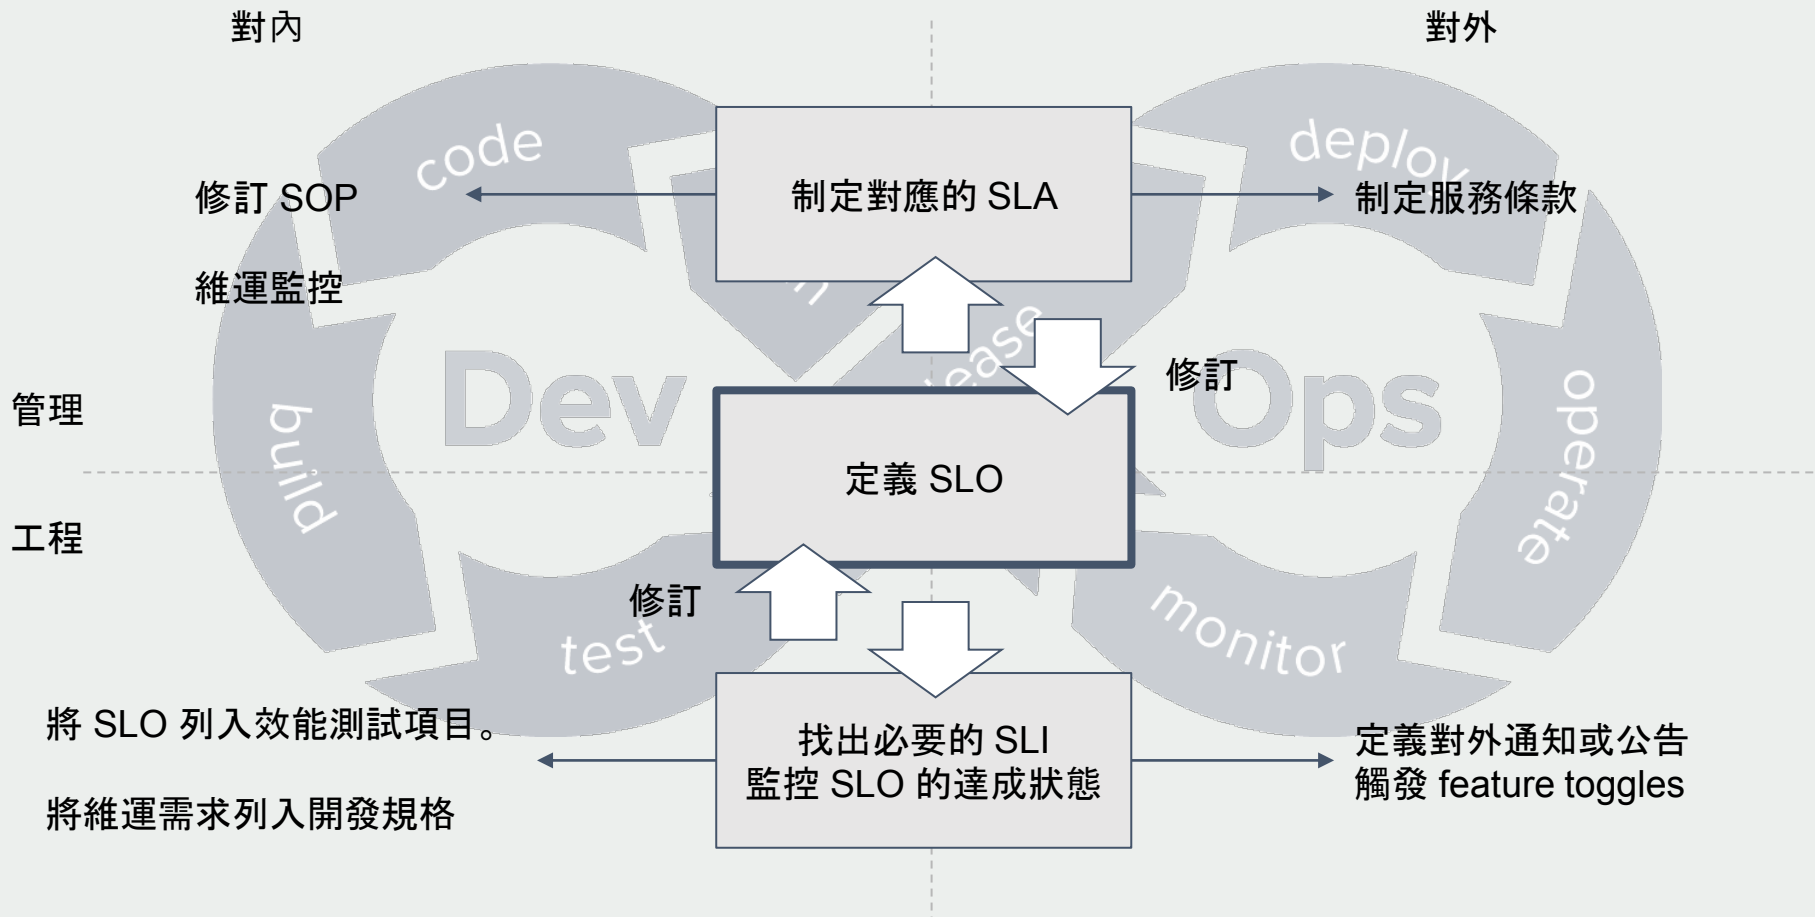 對內
對外
code
deploy
修訂 SOP
制定對應的 SLA
制定服務條款
維運監控
Dev
Ops
修訂
管理
build
operate
定義 SLO
工程
修訂
test
monitor
將 SLO 列入效能測試項目。
將維運需求列入開發規格
找出必要的 SLI
監控 SLO 的達成狀態
定義對外通知或公告
觸發 feature toggles